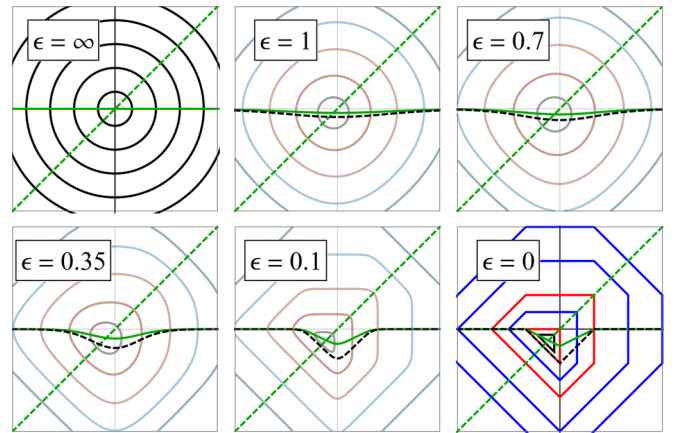 ϵ = ∞
ϵ = 1
ϵ = 0.7
ϵ = 0.35
ϵ = 0.1
ϵ = 0